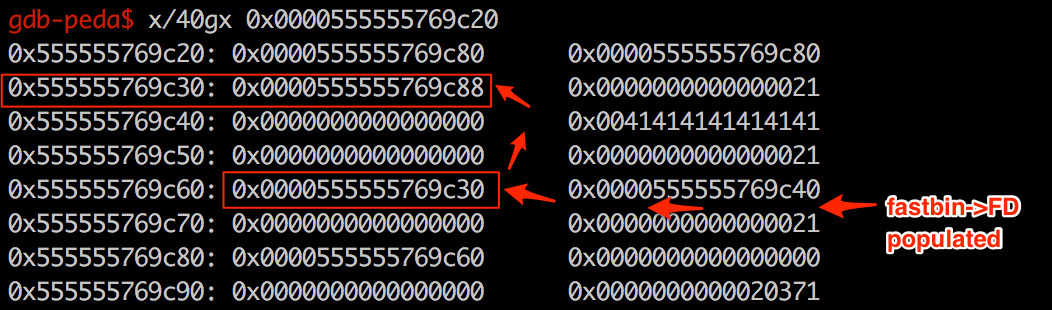 gdb-peda$ x/40gx 0x0000555555769c20
0x555555769c20: 0x0000555555769c80 0x0000555555769c80
0x555555769c30: 0x0000555555769c88 0x0000000000000021
0x555555769c40: 0x0000000000000000 0x0041414141414141
0x555555769c50: 0x0000000000000000 0x0000000000000021
0x555555769c60: 0x0000555555769c30 0x0000555555769c40
fastbin->FD
0x555555769c70: 0x0000000000000000 0x0000000000000021
populated
0x555555769c80: 0x0000555555769c60 0x0000000000000000
0x555555769c90: 0x0000000000000000 0x0000000000020371